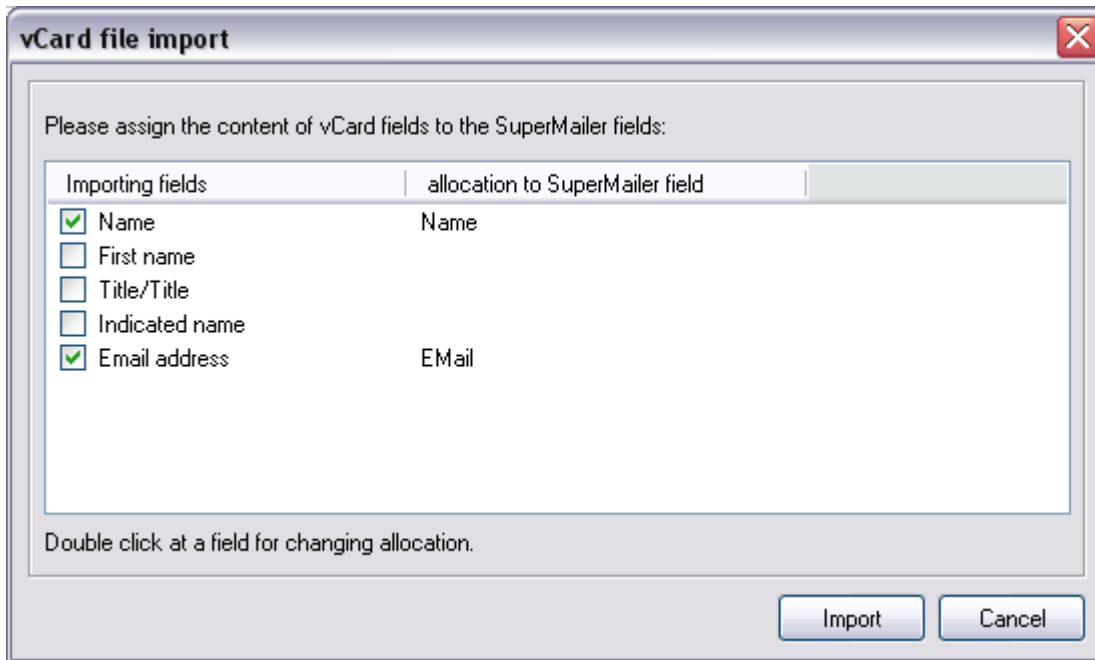 vCard file import
Please assign the content of vCard fields to the SuperMailer fields:
Importing fields allocation to SuperMailer field
Name Name
First name
Title/Title
Indicated name
Email address EMail
Double click at a field for changing allocation.
Import Cancel